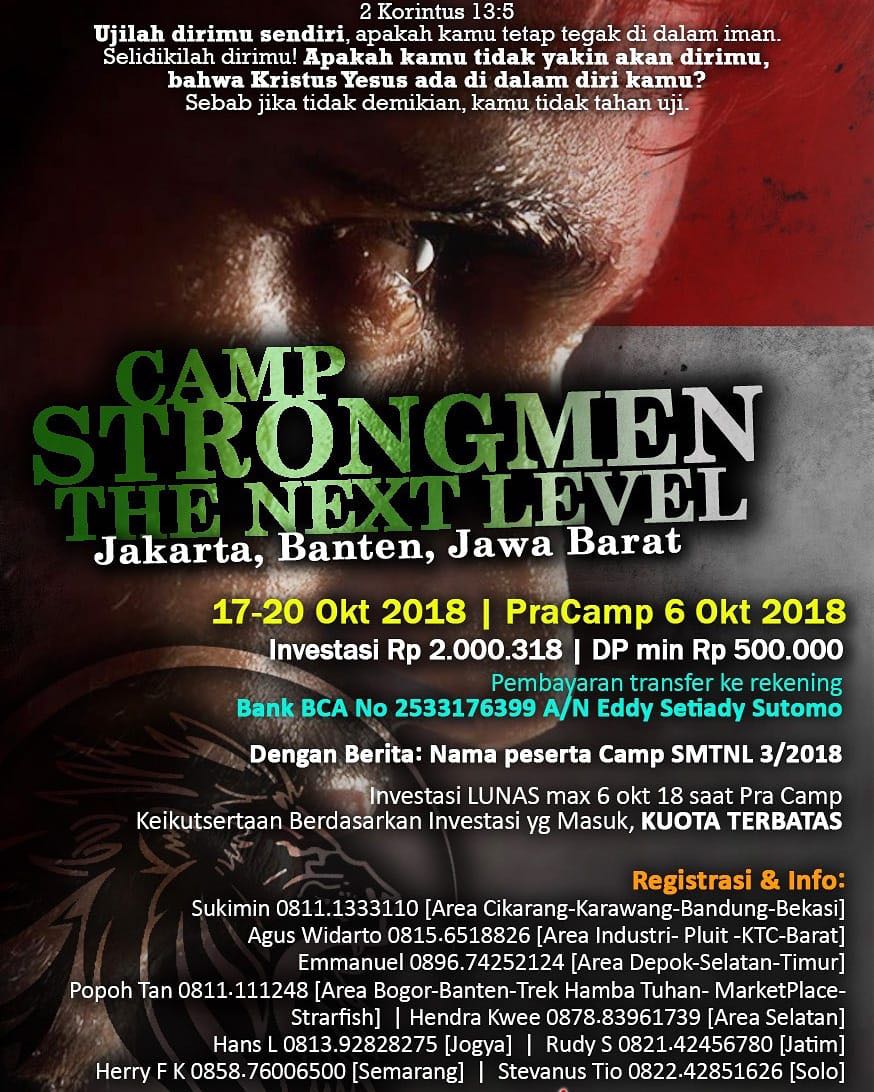 2 Korintus 13:5
Ujilah dirimu sendiri, apakah kamu tetap tegak di dalam iman.
Selidikilah dirimu! Apakah kamu tidak yakin akan dirimu,
bahwa Kristus Yesus ada di dalam diri kamu?
Sebab jika tidak demikian, kamu tidak tahan uji.
CAMP
STRONGMEN
THE NEXT LEVEL
Jakarta, Banten, Jawa Barat
17-20 Okt 2018 | PraCamp 6 Okt 2018
Investasi Rp 2.000.318 | DP min Rp 500.000
Pembayaran transfer ke rekening
Bank BCA No 2533176399 A/N Eddy Setiady Sutomo
Dengan Berita: Nama peserta Camp SMTNL 3/2018
Investasi LUNAS max 6 okt 18 saat Pra Camp
Keikutsertaan Berdasarkan Investasi yg Masuk, KUOTA TERBATAS
Registrasi & Info:
Sukimin 0811.1333110 [Area Cikarang-Karawang-Bandung-Bekasi]
Agus Widarto 0815.6518826 [Area Industri- Pluit -KTC-Barat]
Emmanuel 0896.74252124 [Area Depok-Selatan-Timur]
Popoh Tan 0811.111248 [Area Bogor-Banten-Trek Hamba Tuhan- MarketPlace-
Strarfish] | Hendra Kwee 0878.83961739 [Area Selatan]
Hans L 0813.92828275 [Jogya] | Rudy S 0821.42456780 [Jatim]
Herry F K 0858.76006500 [Semarang] | Stevanus Tio 0822.42851626 [Solo]